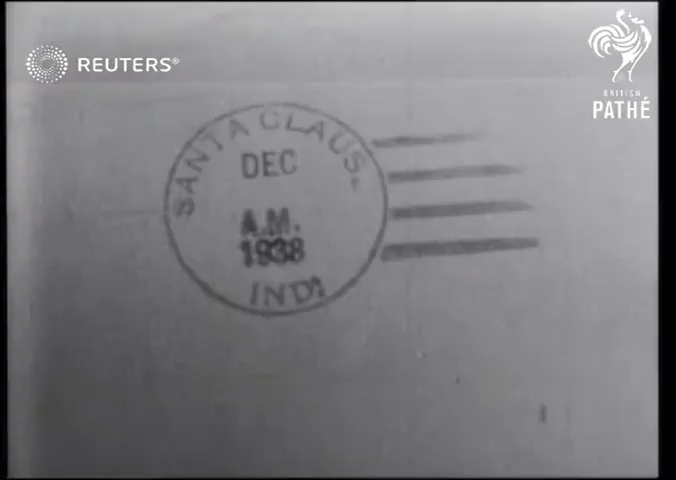 REUTERS®
BRITISH
PATHÉ
SANTA CLAUS.
DEC
A.M.
1938
IND